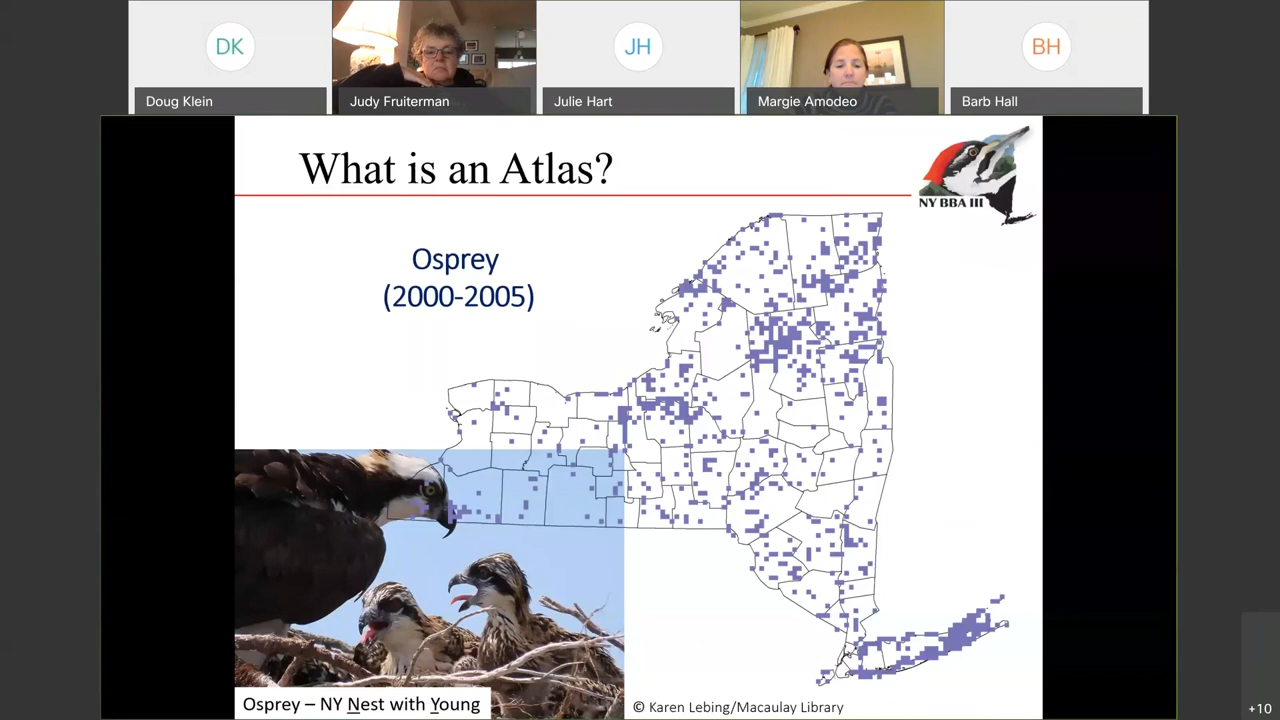 DK
JH
BH
Doug Klein
Judy Fruiterman
Julie Hart
Margie Amodeo
Barb Hall
What is an Atlas?
NY BBA III
Osprey
(2000-2005)
Osprey – NY Nest with Young
© Karen Lebing/Macaulay Library
+10